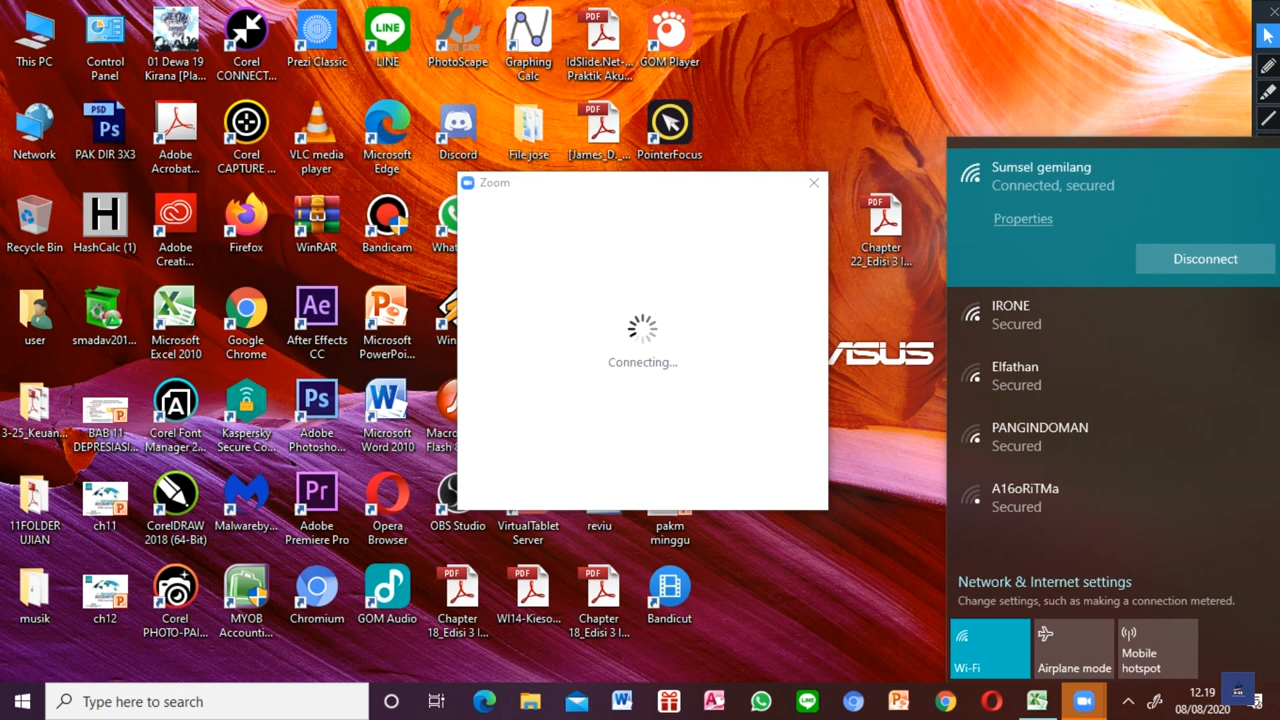 This PC
Control
Panel
01 Dewa 19
Kirana [Pla...
Corel
CONNECT...
Prezi Classic
LINE
LINE
PhotoScape
Graphing
Calc
PDF
IdSlide.Net-...
Praktik Aku...
GOM Player
Network
PSD
Ps
PAK DIR 3X3
Adobe
Acrobat...
Corel
CAPTURE ...
VLC media
player
Microsoft
Edge
Discord
File jose
PDF
[James_D._...
PointerFocus
Recycle Bin
H
HashCalc (1)
Adobe
Creati...
Firefox
WinRAR
Bandicam
What
PDF
Chapter
22_Edisi 3 I...
user
smadav201...
Microsoft
Excel 2010
Google
Chrome
Ae
After Effects
CC
Microsoft
PowerPoi...
Win
3-25_Keuan...
BAB 11
DEPRESIASI...
Corel Font
Manager 2...
Kaspersky
Secure Co...
Ps
Adobe
Photosho...
Microsoft
Word 2010
Macro
Flash 8
11FOLDER
UJIAN
ch11
CorelDRAW
2018 (64-Bit)
Malwareby...
Pr
Adobe
Premiere Pro
Opera
Browser
OBS Studio
VirtualTablet
Server
reviu
pakm
minggu
musik
ch12
Corel
PHOTO-PAI...
MYOB
Accounti...
Chromium
GOM Audio
PDF
Chapter
18_Edisi 3 I...
PDF
WI14-Kieso...
PDF
Chapter
18_Edisi 3 I...
Bandicut
Zoom
Connecting...
ASUS
Sumsel gemilang
Connected, secured
Properties
Disconnect
IRONE
Secured
Elfathan
Secured
PANGINDOMAN
Secured
A16oRiTMa
Secured
Network & Internet settings
Change settings, such as making a connection metered.
Wi-Fi
Airplane mode
Mobile
hotspot
Type here to search
12.19
08/08/2020